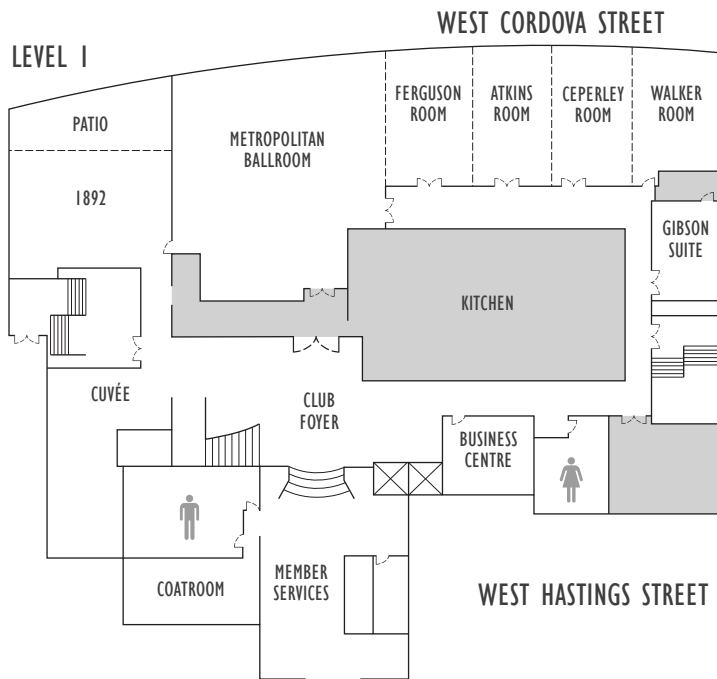 WEST CORDOVA STREET
LEVEL 1
FERGUSON
ROOM
ATKINS
ROOM
CEPERLEY
ROOM
WALKER
ROOM
PATIO
METROPOLITAN
BALLROOM
1892
GIBSON
SUITE
KITCHEN
CUVÉE
CLUB
FOYER
BUSINESS
CENTRE
MEMBER
SERVICES
COATROOM
WEST HASTINGS STREET